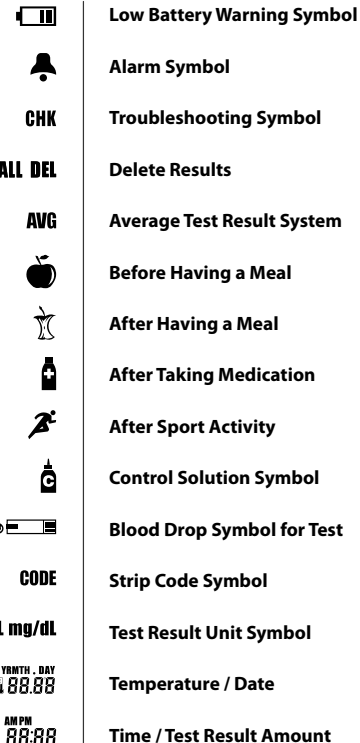 Low Battery Warning Symbol
Alarm Symbol
CHK Troubleshooting Symbol
ALL DEL Delete Results
AVG Average Test Result System
Before Having a Meal
After Having a Meal
After Taking Medication
After Sport Activity
C Control Solution Symbol
Blood Drop Symbol for Test
CODE Strip Code Symbol
L mg/dL Test Result Unit Symbol
YRMTH . DAY
88.88 Temperature / Date
AM PM
88:88 Time / Test Result Amount